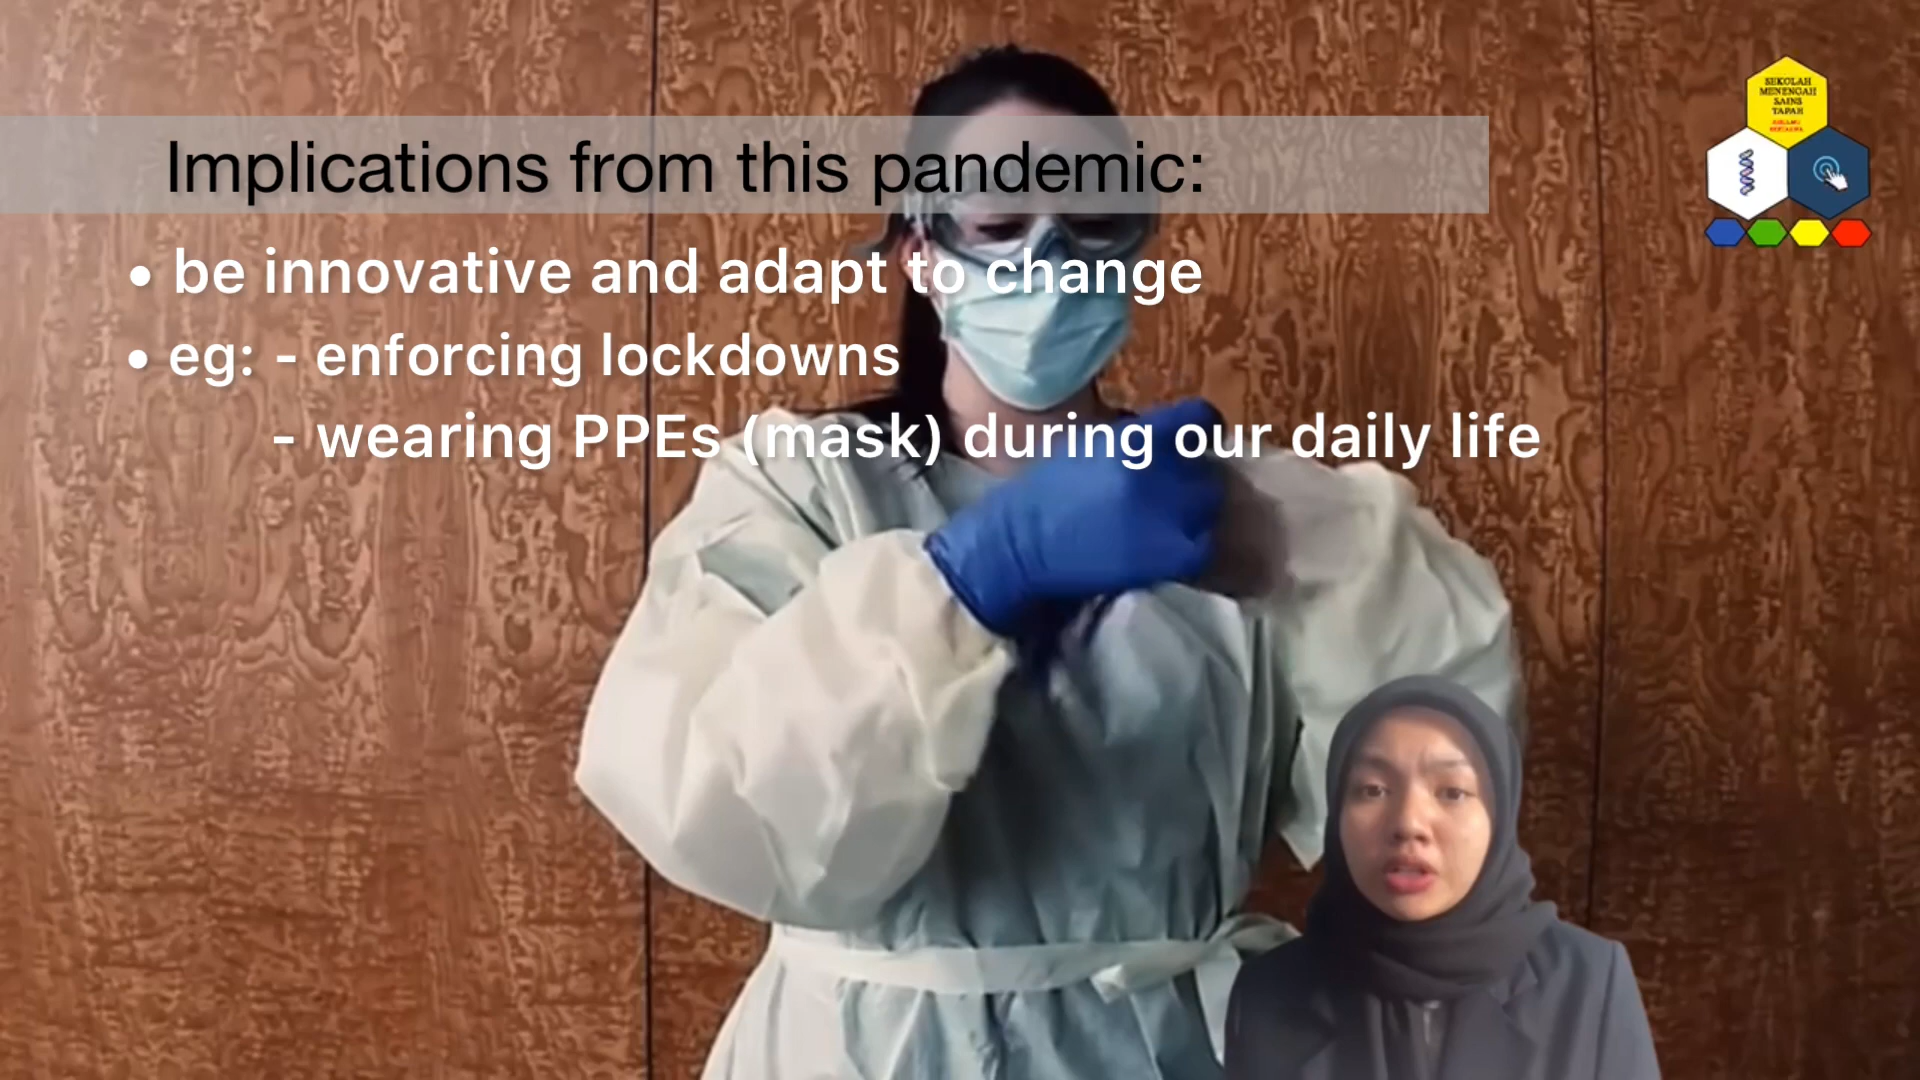 Implications from this pandemic:
• be innovative and adapt to change
• eg: - enforcing lockdowns
- wearing PPEs (mask) during our daily life
SEKOLAH
MENENGAH
SAINS
TAPAH